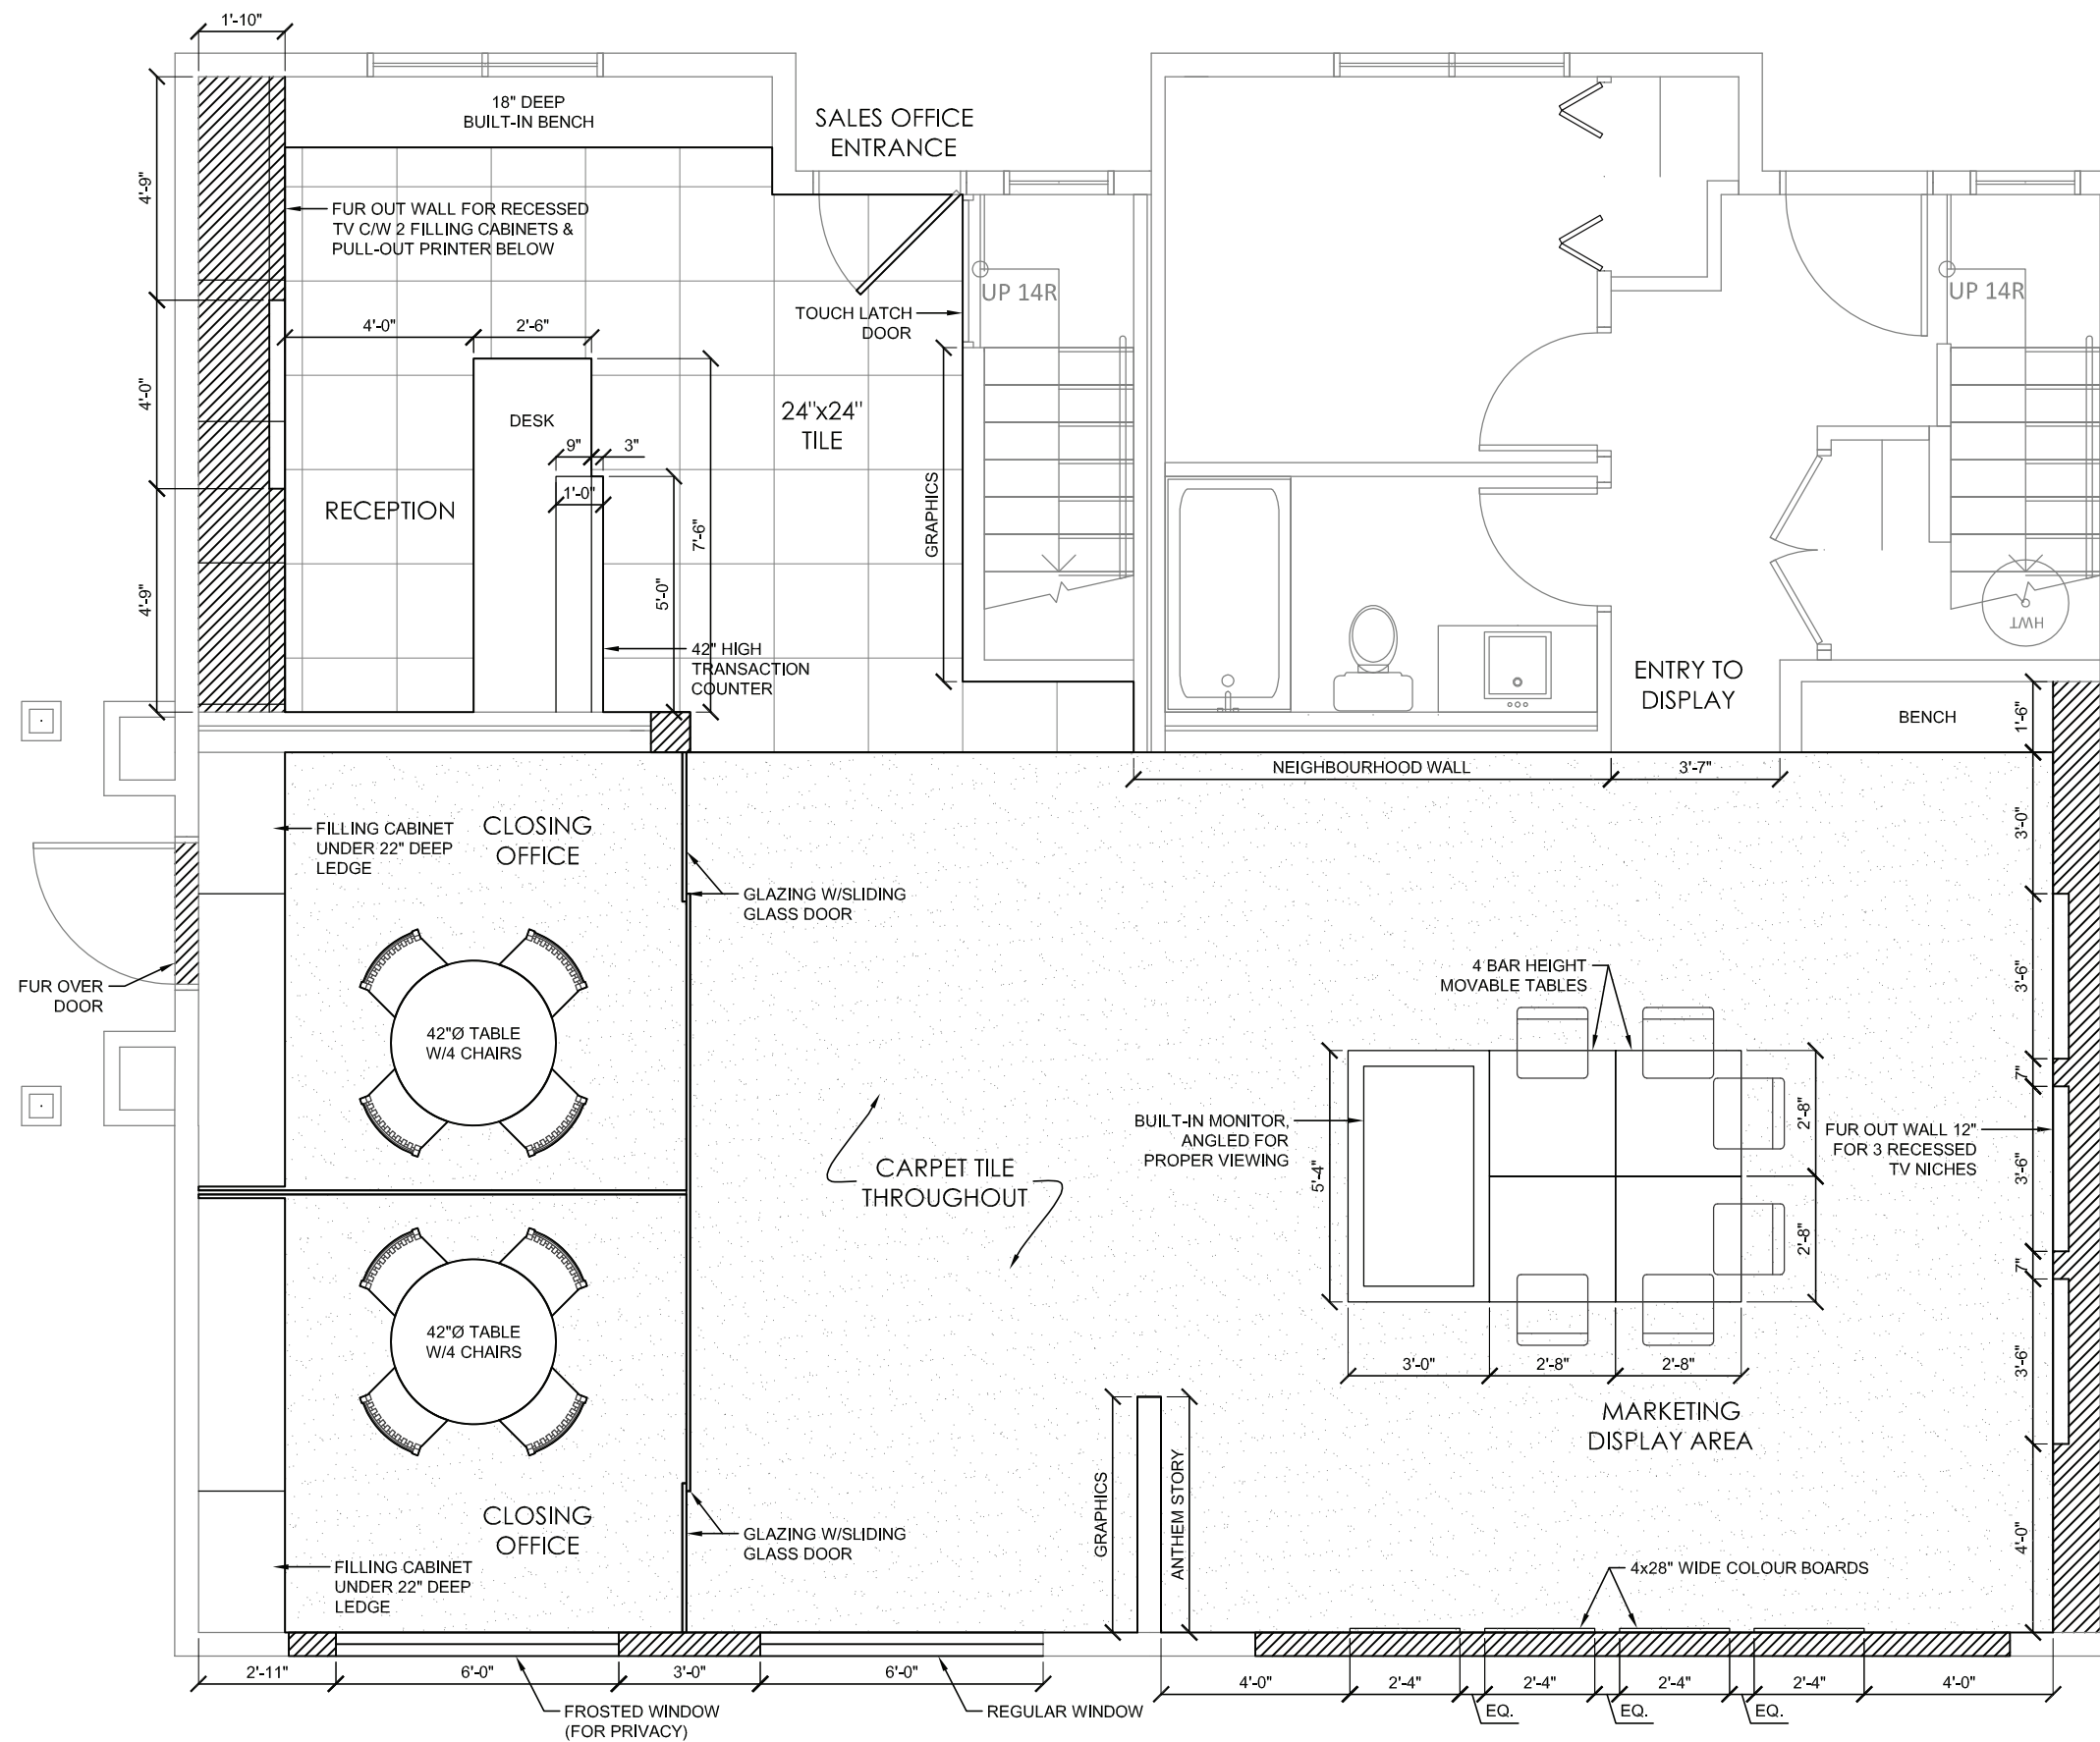 1'-10"
18" DEEP
BUILT-IN BENCH
SALES OFFICE
ENTRANCE
4'-9"
FUR OUT WALL FOR RECESSED
TV C/W 2 FILLING CABINETS &
PULL-OUT PRINTER BELOW
UP 14R
UP 14R
TOUCH LATCH
DOOR
4'-0"
2'-6"
4'-0"
DESK
24"x24"
TILE
9"
3"
1'-0"
RECEPTION
GRAPHICS
7'-6"
5'-0"
4'-9"
42" HIGH
TRANSACTION
COUNTER
HWT
ENTRY TO
DISPLAY
BENCH
1'-6"
NEIGHBOURHOOD WALL
3'-7"
FILLING CABINET
UNDER 22" DEEP
LEDGE
CLOSING
OFFICE
3'-0"
GLAZING W/SLIDING
GLASS DOOR
FUR OVER
DOOR
4 BAR HEIGHT
MOVABLE TABLES
3'-6"
42"Ø TABLE
W/4 CHAIRS
7"
BUILT-IN MONITOR,
ANGLED FOR
PROPER VIEWING
2'-8"
FUR OUT WALL 12"
FOR 3 RECESSED
TV NICHES
5'-4"
CARPET TILE
THROUGHOUT
3'-6"
2'-8"
7"
42"Ø TABLE
W/4 CHAIRS
3'-0"
2'-8"
2'-8"
3'-6"
MARKETING
DISPLAY AREA
GRAPHICS
ANTHEM STORY
CLOSING
OFFICE
GLAZING W/SLIDING
GLASS DOOR
4'-0"
FILLING CABINET
UNDER 22" DEEP
LEDGE
4x28" WIDE COLOUR BOARDS
2'-11"
6'-0"
3'-0"
6'-0"
4'-0"
2'-4"
2'-4"
2'-4"
2'-4"
4'-0"
EQ.
EQ.
EQ.
FROSTED WINDOW
(FOR PRIVACY)
REGULAR WINDOW